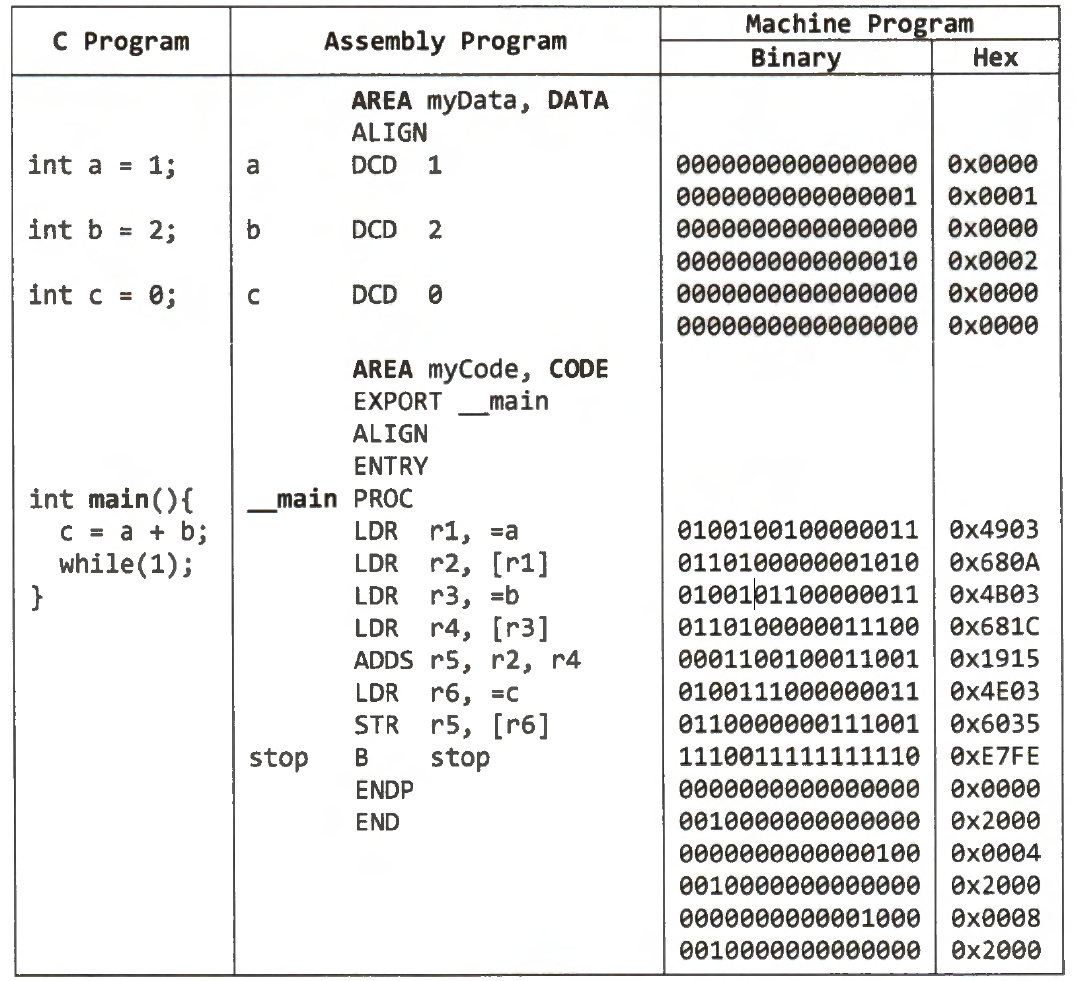 C Program Assembly Program Machine Program
Binary Hex
AREA myData, DATA
ALIGN
int a = 1; a DCD 1 0000000000000000 0x0000
0000000000000001 0x0001
int b = 2; b DCD 2 0000000000000000 0x0000
0000000000000010 0x0002
int c = 0; c DCD 0 0000000000000000 0x0000
0000000000000000 0x0000
AREA myCode, CODE
EXPORT __main
ALIGN
ENTRY
int main(){ __main PROC
c = a + b; LDR r1, =a 0100100100000011 0x4903
while(1); LDR r2, [r1] 0110100000001010 0x680A
} LDR r3, =b 0100101100000011 0x4B03
LDR r4, [r3] 0110100000011100 0x681C
ADDS r5, r2, r4 0001100100011001 0x1915
LDR r6, =c 0100111000000011 0x4E03
STR r5, [r6] 0110000000111001 0x6035
stop B stop 1110011111111110 0xE7FE
ENDP 0000000000000000 0x0000
END 0010000000000000 0x2000
0000000000000100 0x0004
0010000000000000 0x2000
0000000000001000 0x0008
0010000000000000 0x2000